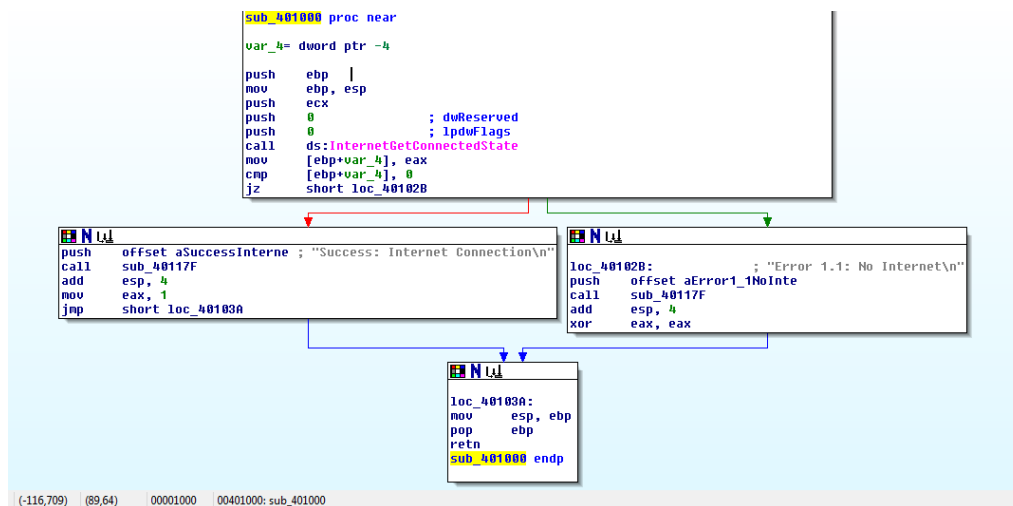 sub_401000 proc near
var_4= dword ptr -4
push ebp
mov ebp, esp
push ecx
push 0 ; dwReserved
push 0 ; lpdwFlags
call ds:InternetGetConnectedState
mov [ebp+var_4], eax
cmp [ebp+var_4], 0
jz short loc_40102B
push offset aSuccessInterne ; "Success: Internet Connection\n"
call sub_40117F
add esp, 4
mov eax, 1
jmp short loc_40103A
loc_40102B: ; "Error 1.1: No Internet\n"
push offset aError1_1NoInte
call sub_40117F
add esp, 4
xor eax, eax
loc_40103A:
mov esp, ebp
pop ebp
retn
sub_401000 endp
(-116,709) (89,64) 00001000 00401000: sub_401000